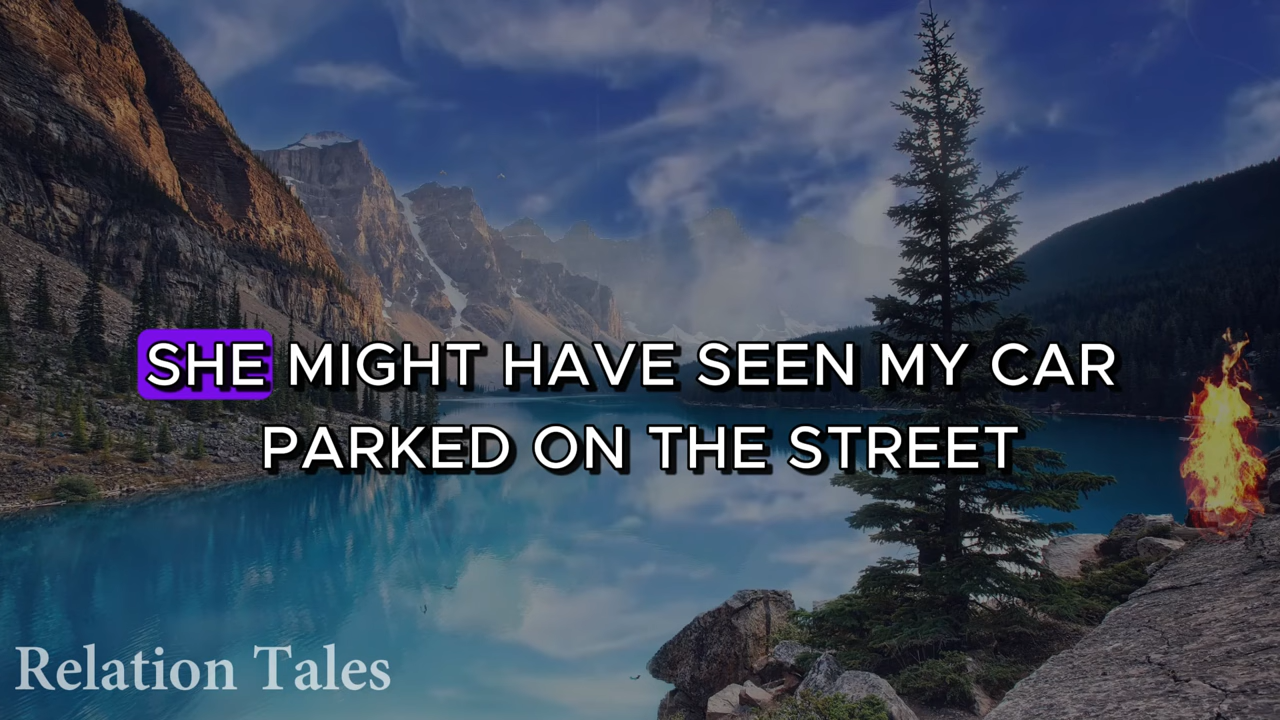 SHE MIGHT HAVE SEEN MY CAR
PARKED ON THE STREET
Relation Tales